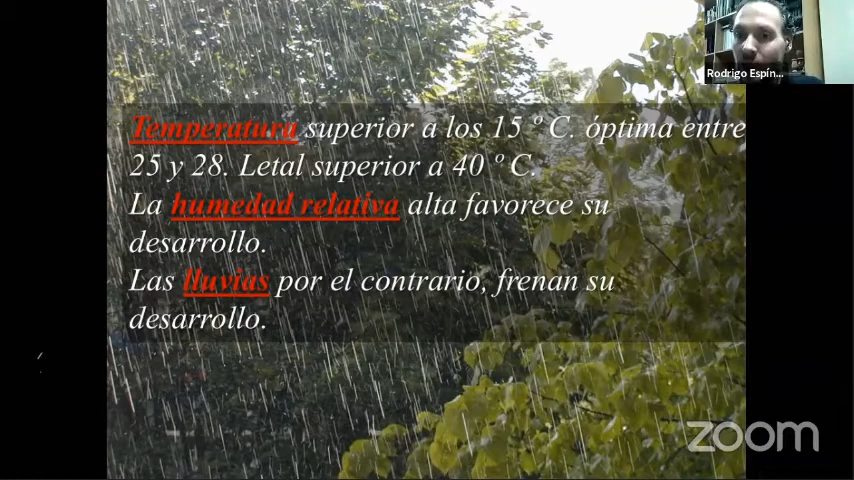 Rodrigo Espín...
Temperatura superior a los 15 º C. óptima entre
25 y 28. Letal superior a 40 º C.
La humedad relativa alta favorece su
desarrollo.
Las lluvias por el contrario, frenan su
desarrollo.
zoom